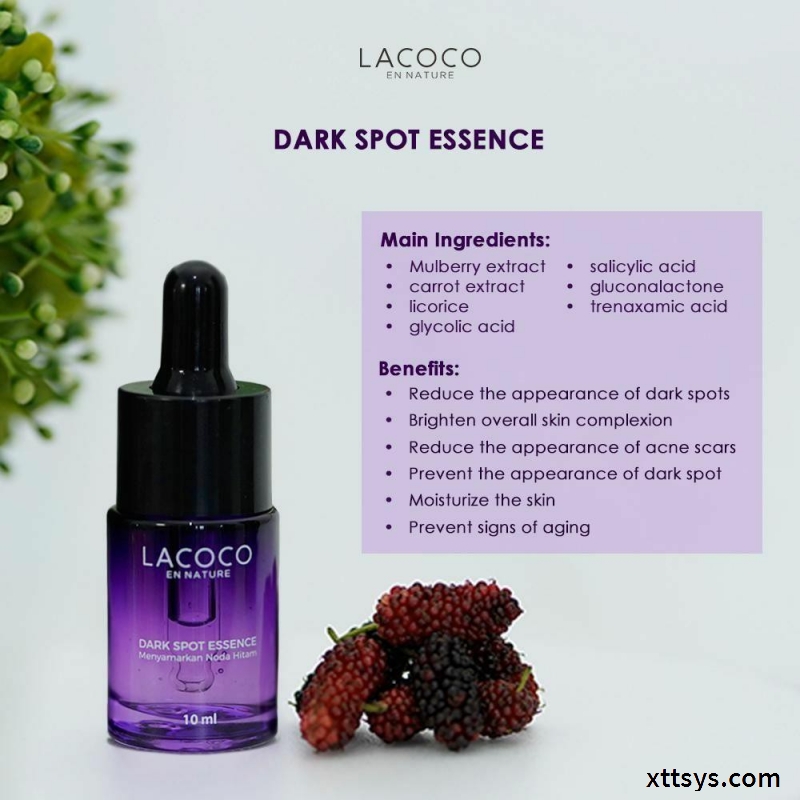 LACOCO
EN NATURE
DARK SPOT ESSENCE
Main Ingredients:
• Mulberry extract
• carrot extract
• licorice
• glycolic acid
• salicylic acid
• gluconalactone
• trenaxamic acid
Benefits:
• Reduce the appearance of dark spots
• Brighten overall skin complexion
• Reduce the appearance of acne scars
• Prevent the appearance of dark spot
• Moisturize the skin
• Prevent signs of aging
LACOCO
EN NATURE
DARK SPOT ESSENCE
Menyamarkan Noda Hitam
10 ml
xttsys.com